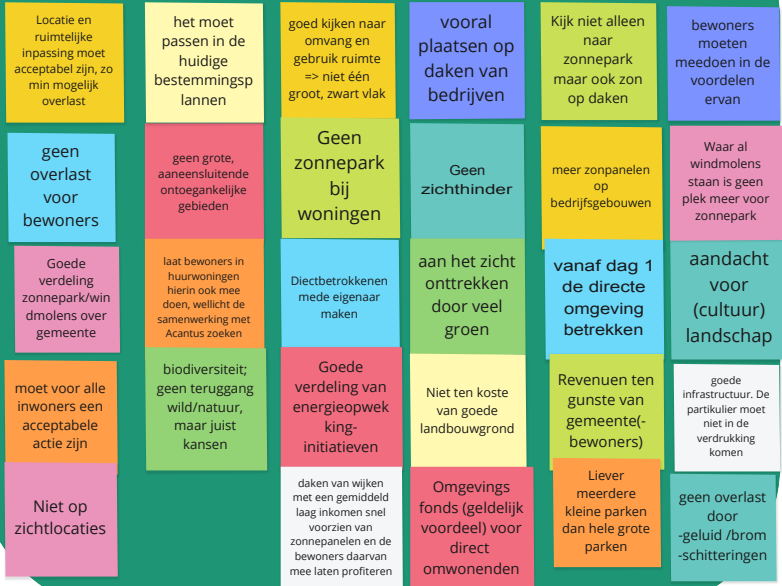 Locatie en
ruimtelijke
inpassing moet
acceptabel zijn, zo
min mogelijk
overlast
het moet
passen in de
huidige
bestemmingsp
lannen
goed kijken naar
omvang en
gebruik ruimte
=> niet één
groot, zwart vlak
vooral
plaatsen op
daken van
bedrijven
Kijk niet alleen
naar
zonnepark
maar ook zon
op daken
bewoners
moeten
meedoen in de
voordelen
ervan
geen
overlast
voor
bewoners
geen grote,
aaneensluitende
ontoegankelijke
gebieden
Geen
zonnepark
bij
woningen
Geen
zichthinder
meer zonpanelen
op
bedrijfsgebouwen
Waar al
windmolens
staan is geen
plek meer voor
zonnepark
Goede
verdeling
zonnepark/win
dmolens over
gemeente
laat bewoners in
huurwoningen
hierin ook mee
doen, wellicht de
samenwerking met
Acantus zoeken
Diectbetrokkenen
mede eigenaar
maken
aan het zicht
onttrekken
door veel
groen
vanaf dag 1
de directe
omgeving
betrekken
aandacht
voor
(cultuur)
landschap
moet voor alle
inwoners een
acceptabele
actie zijn
biodiversiteit;
geen teruggang
wild/natuur,
maar juist
kansen
Goede
verdeling van
energieopwek
king-
initiatieven
Niet ten koste
van goede
landbouwgrond
Revenuen ten
gunste van
gemeente(-
bewoners)
goede
infrastructuur. De
partikulier moet
niet in de
verdrukking
komen
Niet op
zichtlocaties
daken van wijken
met een gemiddeld
laag inkomen snel
voorzien van
zonnepanelen en de
bewoners daarvan
mee laten profiteren
Omgevings
fonds (geldelijk
voordeel) voor
direct
omwonenden
Liever
meerdere
kleine parken
dan hele grote
parken
geen overlast
door
-geluid /brom
-schitteringen